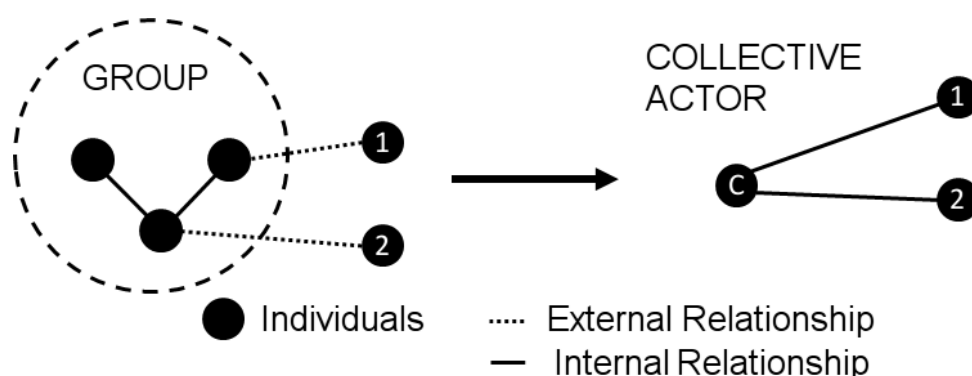 GROUP
1
2
COLLECTIVE
ACTOR
1
C
2
Individuals
External Relationship
Internal Relationship